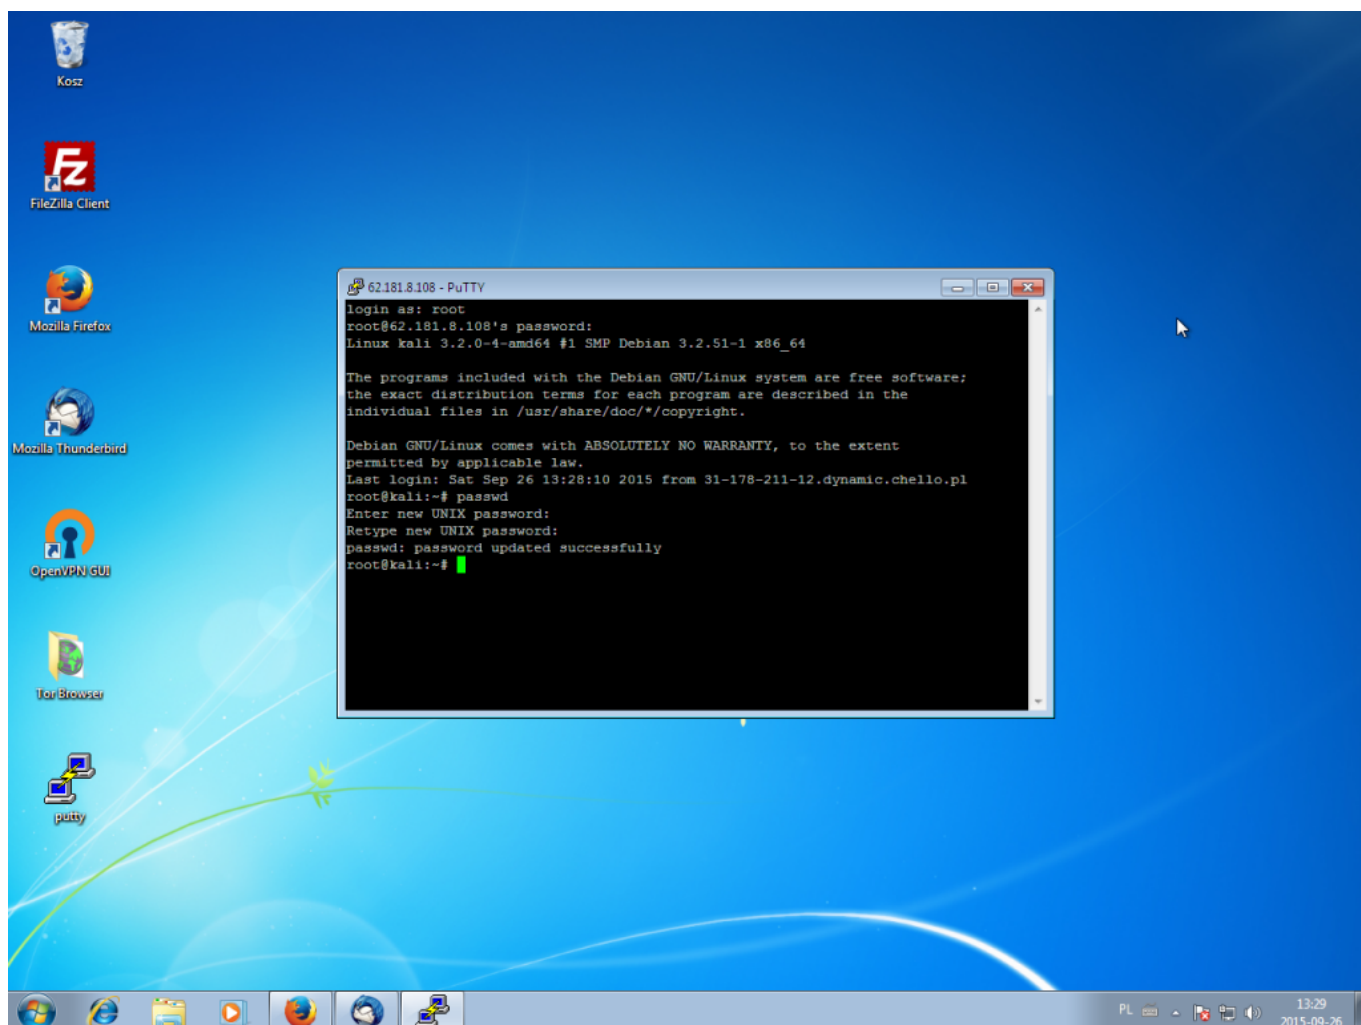 Kosz
FileZilla Client
Mozilla Firefox
Mozilla Thunderbird
OpenVPN GUI
Tor Browser
putty
62.181.8.108 - PuTTY
login as: root
root@62.181.8.108's password:
Linux kali 3.2.0-4-amd64 #1 SMP Debian 3.2.51-1 x86_64
The programs included with the Debian GNU/Linux system are free software;
the exact distribution terms for each program are described in the
individual files in /usr/share/doc/*/copyright.
Debian GNU/Linux comes with ABSOLUTELY NO WARRANTY, to the extent
permitted by applicable law.
Last login: Sat Sep 26 13:28:10 2015 from 31-178-211-12.dynamic.chello.pl
root@kali:~# passwd
Enter new UNIX password:
Retype new UNIX password:
passwd: password updated successfully
root@kali:~#
PL
13:29
2015-09-26